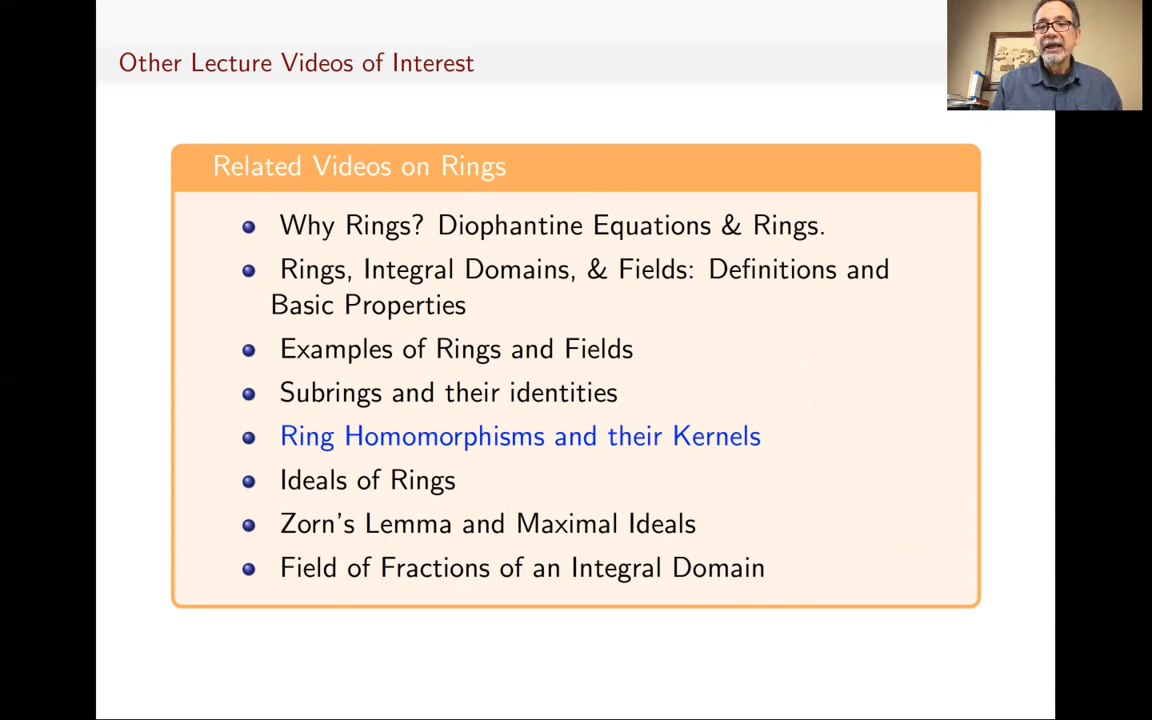 Other Lecture Videos of Interest
Related Videos on Rings
Why Rings? Diophantine Equations & Rings.
Rings, Integral Domains, & Fields: Definitions and
Basic Properties
Examples of Rings and Fields
Subrings and their identities
Ring Homomorphisms and their Kernels
Ideals of Rings
Zorn's Lemma and Maximal Ideals
Field of Fractions of an Integral Domain